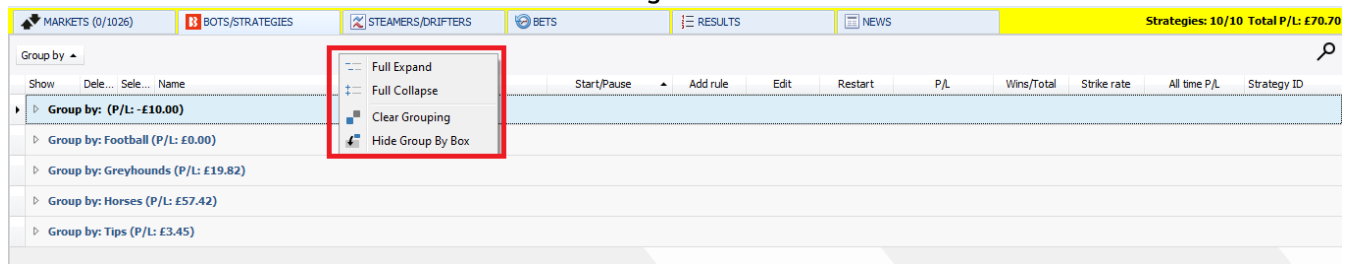 MARKETS (0/1026) BOTS/STRATEGIES STEAMERS/DRIFTERS BETS RESULTS NEWS Strategies: 10/10 Total P/L: £70.70
Group by
Full Expand
Show Dele... Sele... Name Start/Pause Add rule Edit Restart P/L Wins/Total Strike rate All time P/L Strategy ID
Full Collapse
Group by: (P/L: -£10.00)
Clear Grouping
Group by: Football (P/L: £0.00)
Hide Group By Box
Group by: Greyhounds (P/L: £19.82)
Group by: Horses (P/L: £57.42)
Group by: Tips (P/L: £3.45)